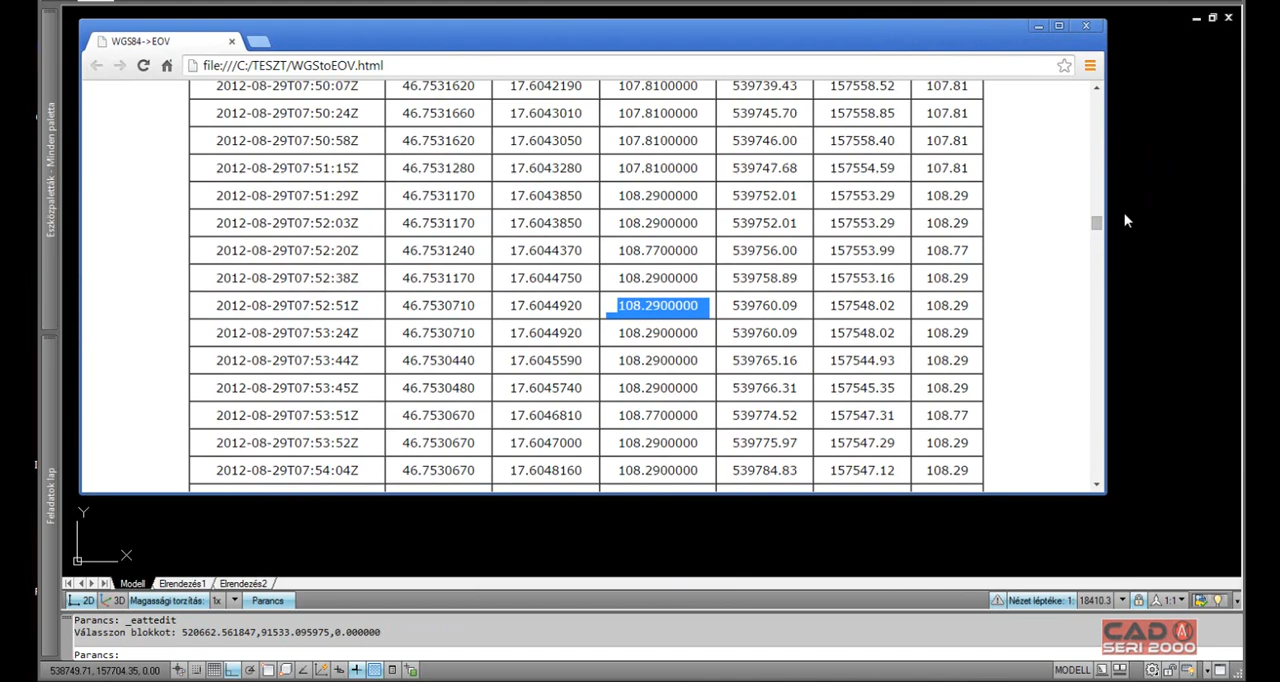 WGS84->EOV
file:///C:/TESZT/WGStoEOV.html
2012-08-29T07:50:07Z 46.7531620 17.6042190 107.8100000 539739.43 157558.52 107.81
2012-08-29T07:50:24Z 46.7531660 17.6043010 107.8100000 539745.70 157558.85 107.81
2012-08-29T07:50:58Z 46.7531620 17.6043050 107.8100000 539746.00 157558.40 107.81
2012-08-29T07:51:15Z 46.7531280 17.6043280 107.8100000 539747.68 157554.59 107.81
2012-08-29T07:51:29Z 46.7531170 17.6043850 108.2900000 539752.01 157553.29 108.29
2012-08-29T07:52:03Z 46.7531170 17.6043850 108.2900000 539752.01 157553.29 108.29
2012-08-29T07:52:20Z 46.7531240 17.6044370 108.7700000 539756.00 157553.99 108.77
2012-08-29T07:52:38Z 46.7531170 17.6044750 108.2900000 539758.89 157553.16 108.29
2012-08-29T07:52:51Z 46.7530710 17.6044920 108.2900000 539760.09 157548.02 108.29
2012-08-29T07:53:24Z 46.7530710 17.6044920 108.2900000 539760.09 157548.02 108.29
2012-08-29T07:53:44Z 46.7530440 17.6045590 108.2900000 539765.16 157544.93 108.29
2012-08-29T07:53:45Z 46.7530480 17.6045740 108.2900000 539766.31 157545.35 108.29
2012-08-29T07:53:51Z 46.7530670 17.6046810 108.7700000 539774.52 157547.31 108.77
2012-08-29T07:53:52Z 46.7530670 17.6047000 108.2900000 539775.97 157547.29 108.29
2012-08-29T07:54:04Z 46.7530670 17.6048160 108.2900000 539784.83 157547.12 108.29
Eszközpaletták - Minden paletta
Feladatok lap
Y
X
Modell Elrendezés1 Elrendezés2
2D 3D Magassági torzítás: 1x Parancs Nézet léptéke: 1: 18410.3 1:1
Parancs: _eattedit
Válasszon blokkot: 520662.561847,91533.095975,0.000000
Parancs:
CAD
SERI 2000
538749.71, 157704.35, 0.00 MODELL